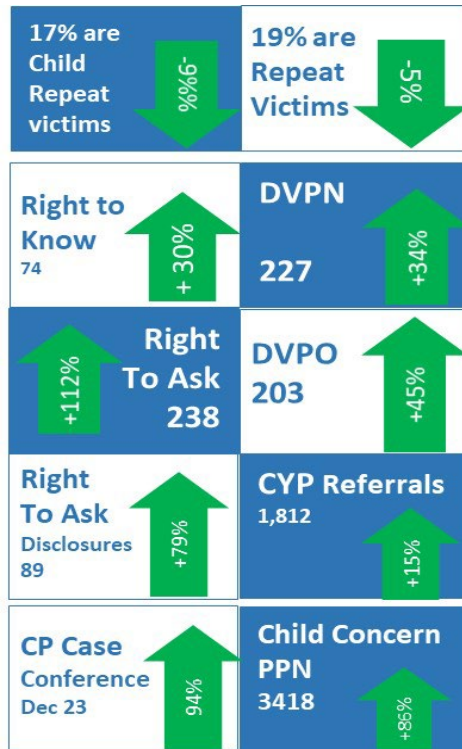 17% are
Child
Repeat
victims
-9%%
19% are
Repeat
Victims
-5%
Right to
Know
74
+ 30%
DVPN
227
+34%
+112%
Right
To Ask
238
DVPO
203
+45%
Right
To Ask
Disclosures
89
+79%
CYP Referrals
1,812
+15%
CP Case
Conference
Dec 23
94%
Child Concern
PPN
3418
+86%